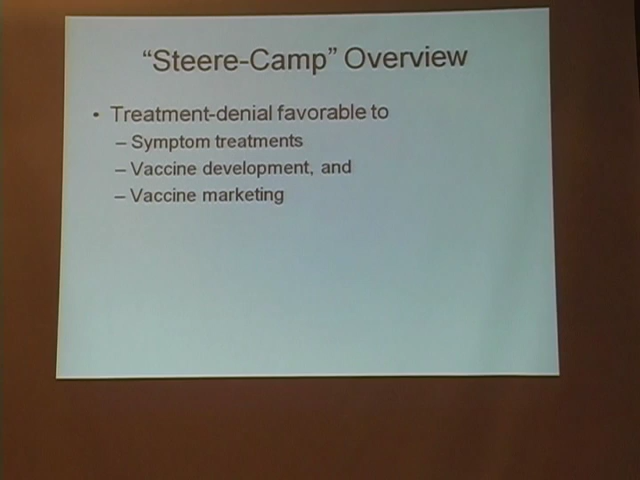 “Steere-Camp” Overview
• Treatment-denial favorable to
– Symptom treatments
– Vaccine development, and
– Vaccine marketing